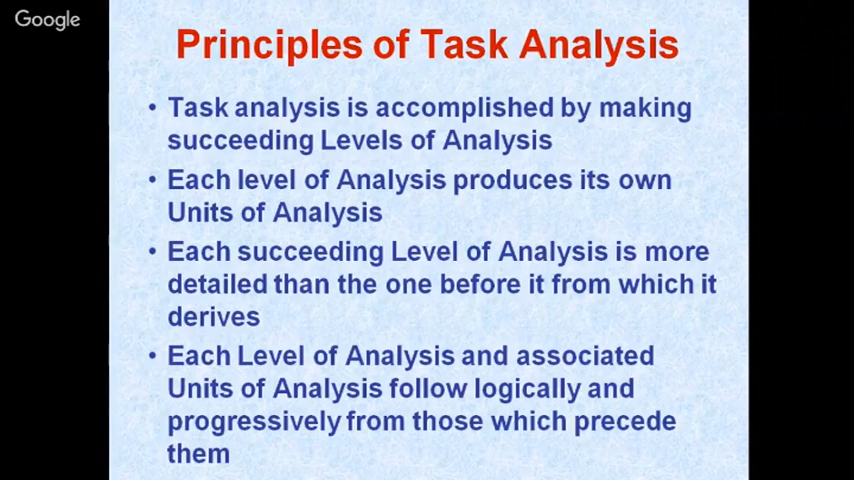 Google
Principles of Task Analysis
• Task analysis is accomplished by making
succeeding Levels of Analysis
• Each level of Analysis produces its own
Units of Analysis
• Each succeeding Level of Analysis is more
detailed than the one before it from which it
derives
• Each Level of Analysis and associated
Units of Analysis follow logically and
progressively from those which precede
them